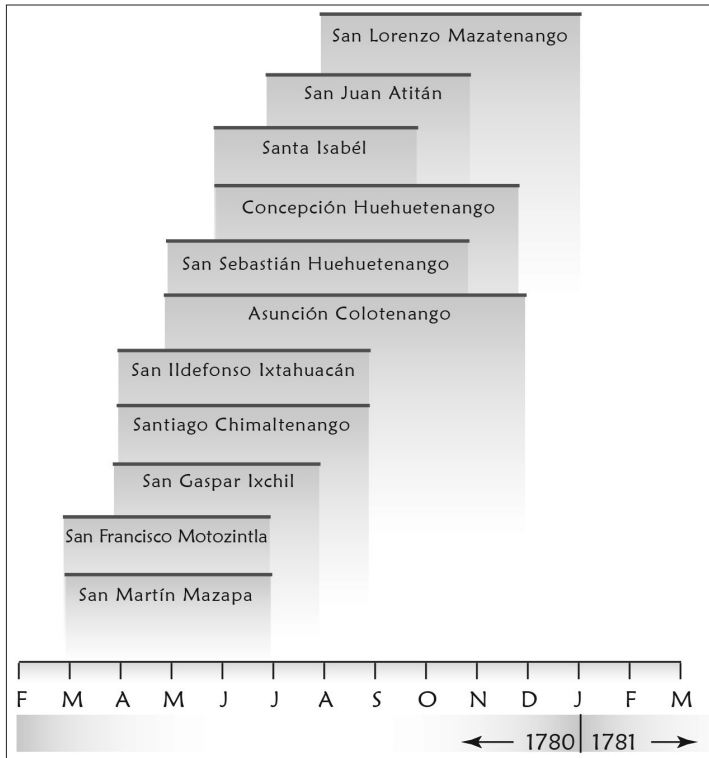 San Lorenzo Mazatenango
San Juan Atitán
Santa Isabél
Concepción Huehuetenango
San Sebastián Huehuetenango
Asunción Colotenango
San Ildefonso Ixtahuacán
Santiago Chimaltenango
San Gaspar Ixchil
San Francisco Motozintla
San Martín Mazapa
F M A M J J A S O N D J F M
1780 1781